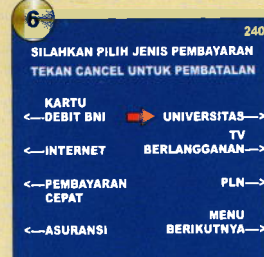 6
240
SILAHKAN PILIH JENIS PEMBAYARAN
TEKAN CANCEL UNTUK PEMBATALAN
KARTU
<—DEBIT BNI
UNIVERSITAS—>
TV
<—INTERNET
BERLANGGANAN—>
<—PEMBAYARAN
CEPAT
PLN—>
MENU
<—ASURANSI
BERIKUTNYA—>